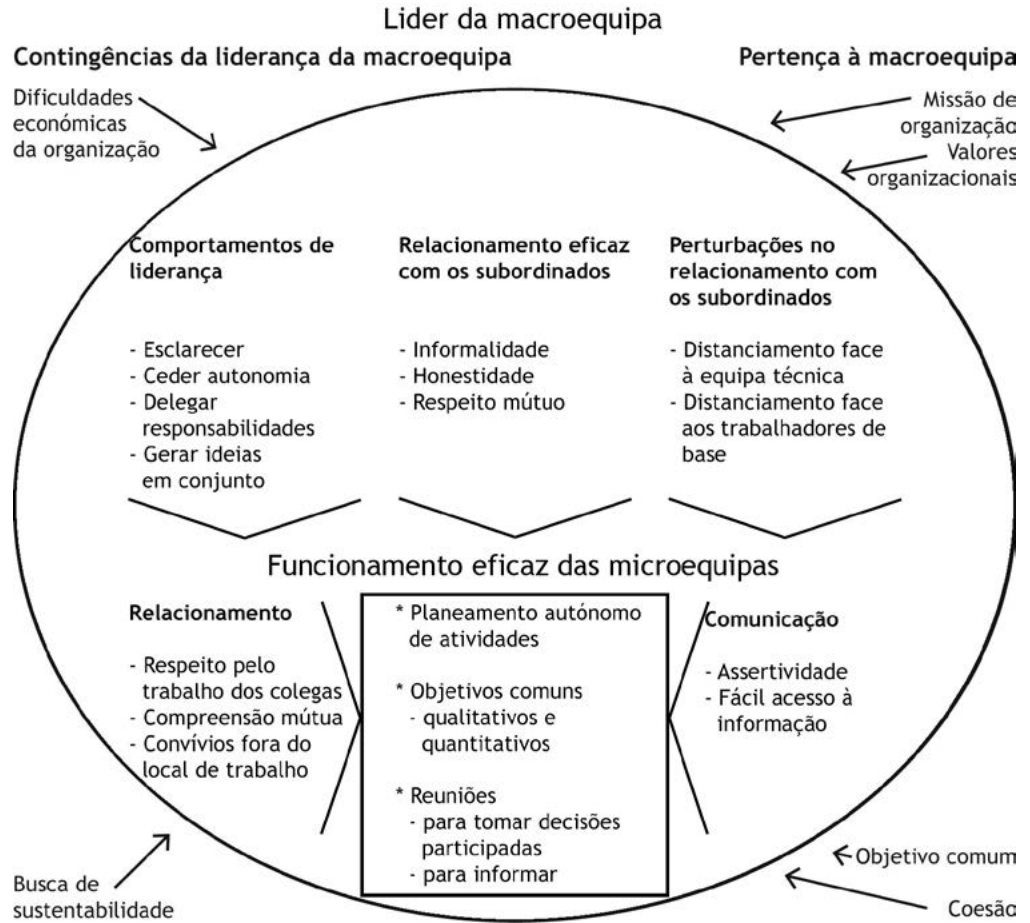 Lider da macroequipa
Contingências da liderança da macroequipa
Pertença à macroequipa
Dificuldades
económicas
da organização
Missão de
organização
Valores
organizacionais
Comportamentos de
liderança
- Esclarecer
- Ceder autonomia
- Delegar
responsabilidades
- Gerar ideias
em conjunto
Relacionamento eficaz
com os subordinados
- Informalidade
- Honestidade
- Respeito mútuo
Perturbações no
relacionamento com
os subordinados
- Distanciamento face
à equipa técnica
- Distanciamento face
aos trabalhadores de
base
Funcionamento eficaz das microequipas
Relacionamento
- Respeito pelo
trabalho dos colegas
- Compreensão mútua
- Convívios fora do
local de trabalho
* Planeamento autónomo
de atividades
* Objetivos comuns
- qualitativos e
quantitativos
* Reuniões
- para tomar decisões
participadas
- para informar
Comunicação
- Assertividade
- Fácil acesso à
informação
Busca de
sustentabilidade
Objetivo comum
Coesão